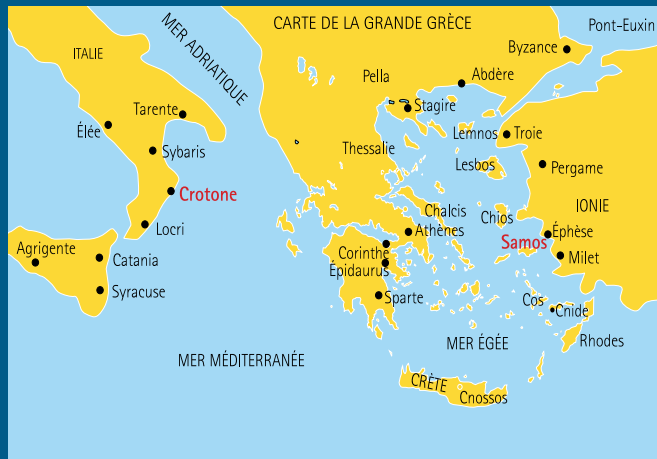 CARTE DE LA GRANDE GRÈCE
Pont-Euxin
MER ADRIATIQUE
ITALIE
Byzance
Pella
Abdère
Tarente
Stagire
Élée
Lemnos
Troie
Sybaris
Thessalie
Lesbos
Pergame
Crotone
IONIE
Chalcis
Chios
Locri
Athènes
Éphèse
Samos
Agrigente
Corinthe
Catania
Milet
Épidaurus
Syracuse
Sparte
Cos
Cnide
MER ÉGÉE
Rhodes
MER MÉDITERRANÉE
CRÈTE
Cnossos